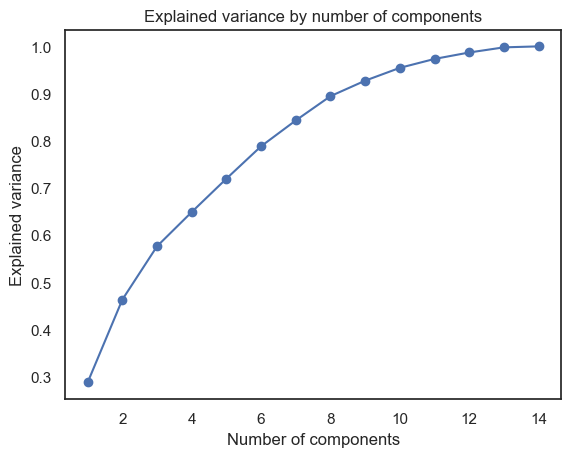 Explained variance by number of components
Explained variance
1.0
0.9
0.8
0.7
0.6
0.5
0.4
0.3
2 4 6 8 10 12 14
Number of components